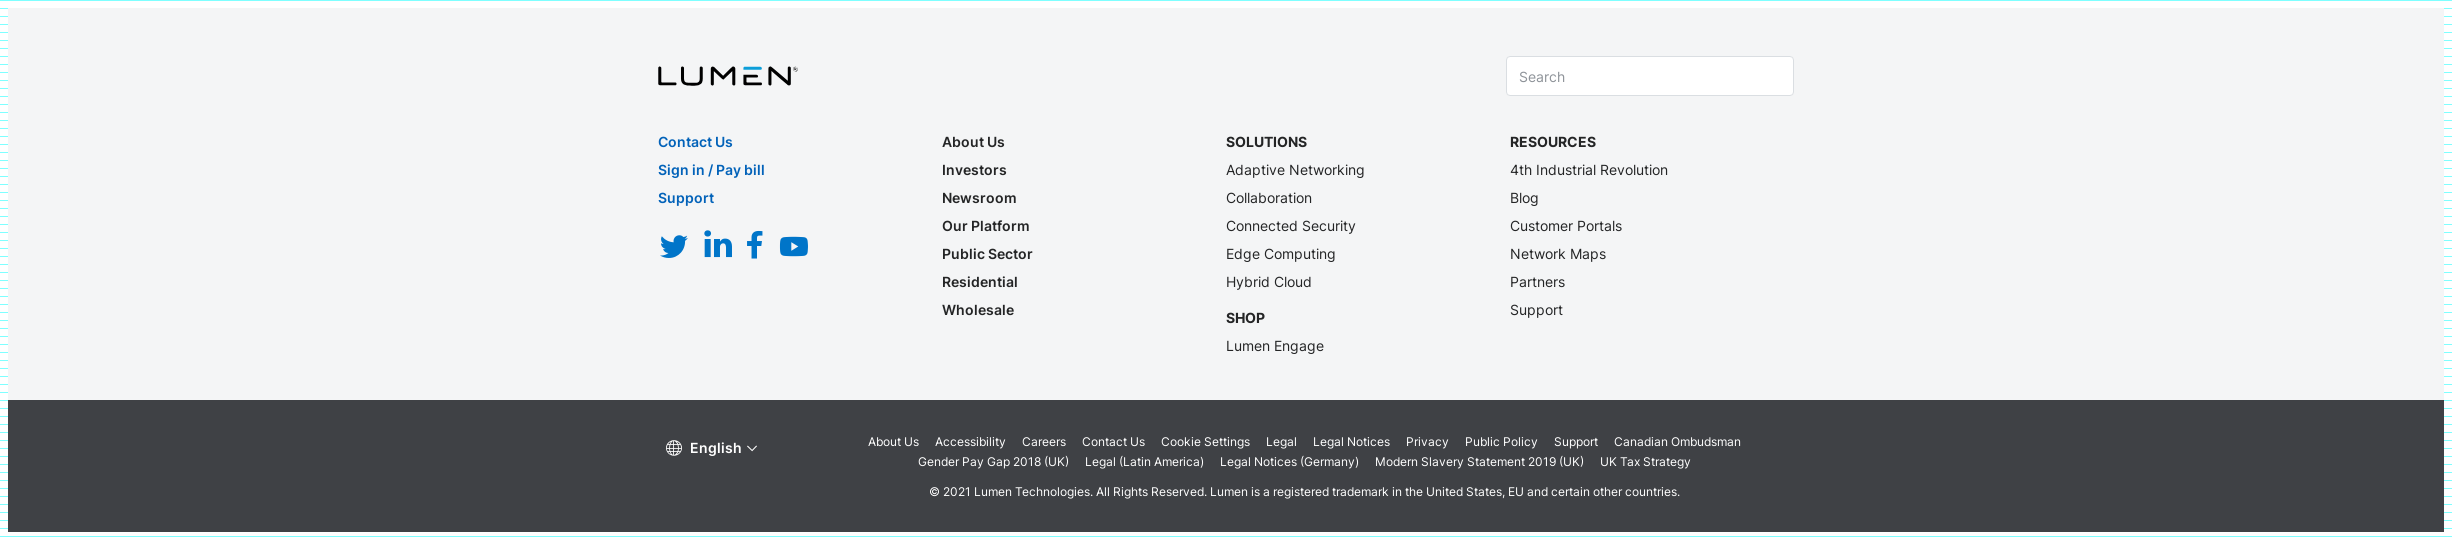 LUMEN®
Search
Contact Us
Sign in / Pay bill
Support
About Us
Investors
Newsroom
Our Platform
Public Sector
Residential
Wholesale
SOLUTIONS
Adaptive Networking
Collaboration
Connected Security
Edge Computing
Hybrid Cloud
SHOP
Lumen Engage
RESOURCES
4th Industrial Revolution
Blog
Customer Portals
Network Maps
Partners
Support
English
About Us Accessibility Careers Contact Us Cookie Settings Legal Legal Notices Privacy Public Policy Support Canadian Ombudsman
Gender Pay Gap 2018 (UK) Legal (Latin America) Legal Notices (Germany) Modern Slavery Statement 2019 (UK) UK Tax Strategy
© 2021 Lumen Technologies. All Rights Reserved. Lumen is a registered trademark in the United States, EU and certain other countries.